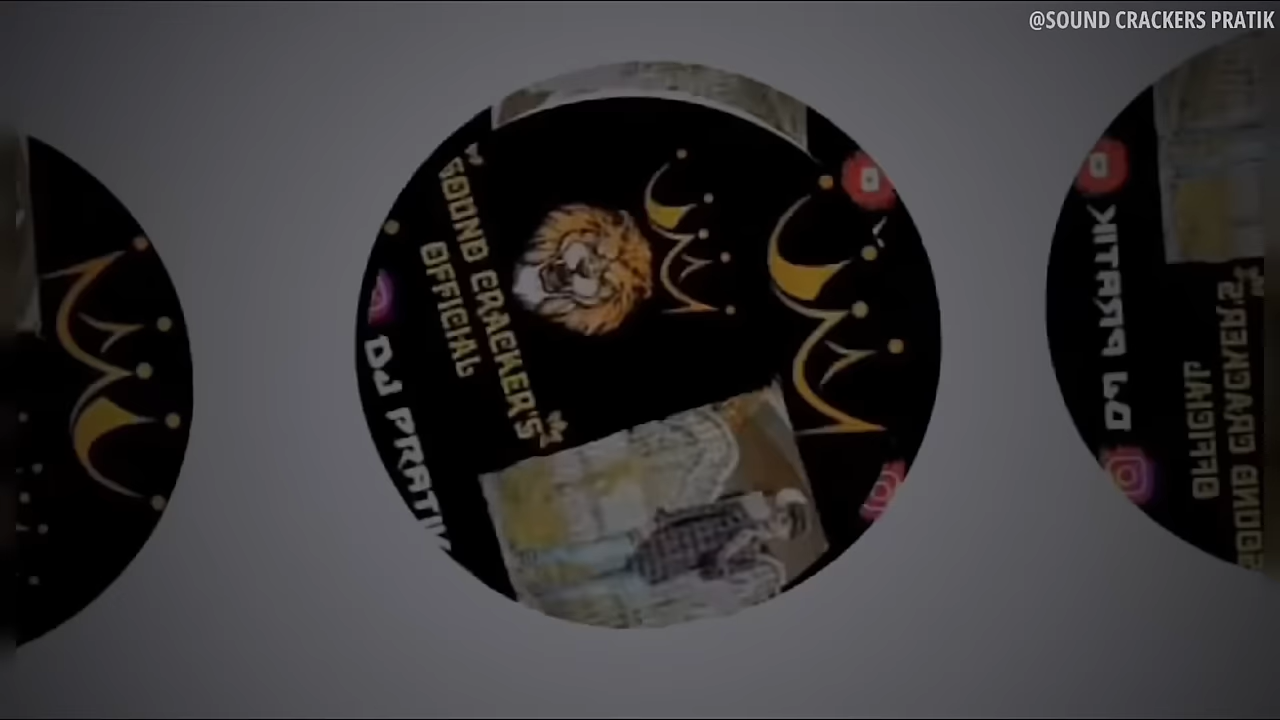 @SOUND CRACKERS PRATIK
SOUND CRACKER'S
OFFICIAL
DJ PRATIK
DJ PRATIK
OFFICIAL
SOUND CRACKER'S